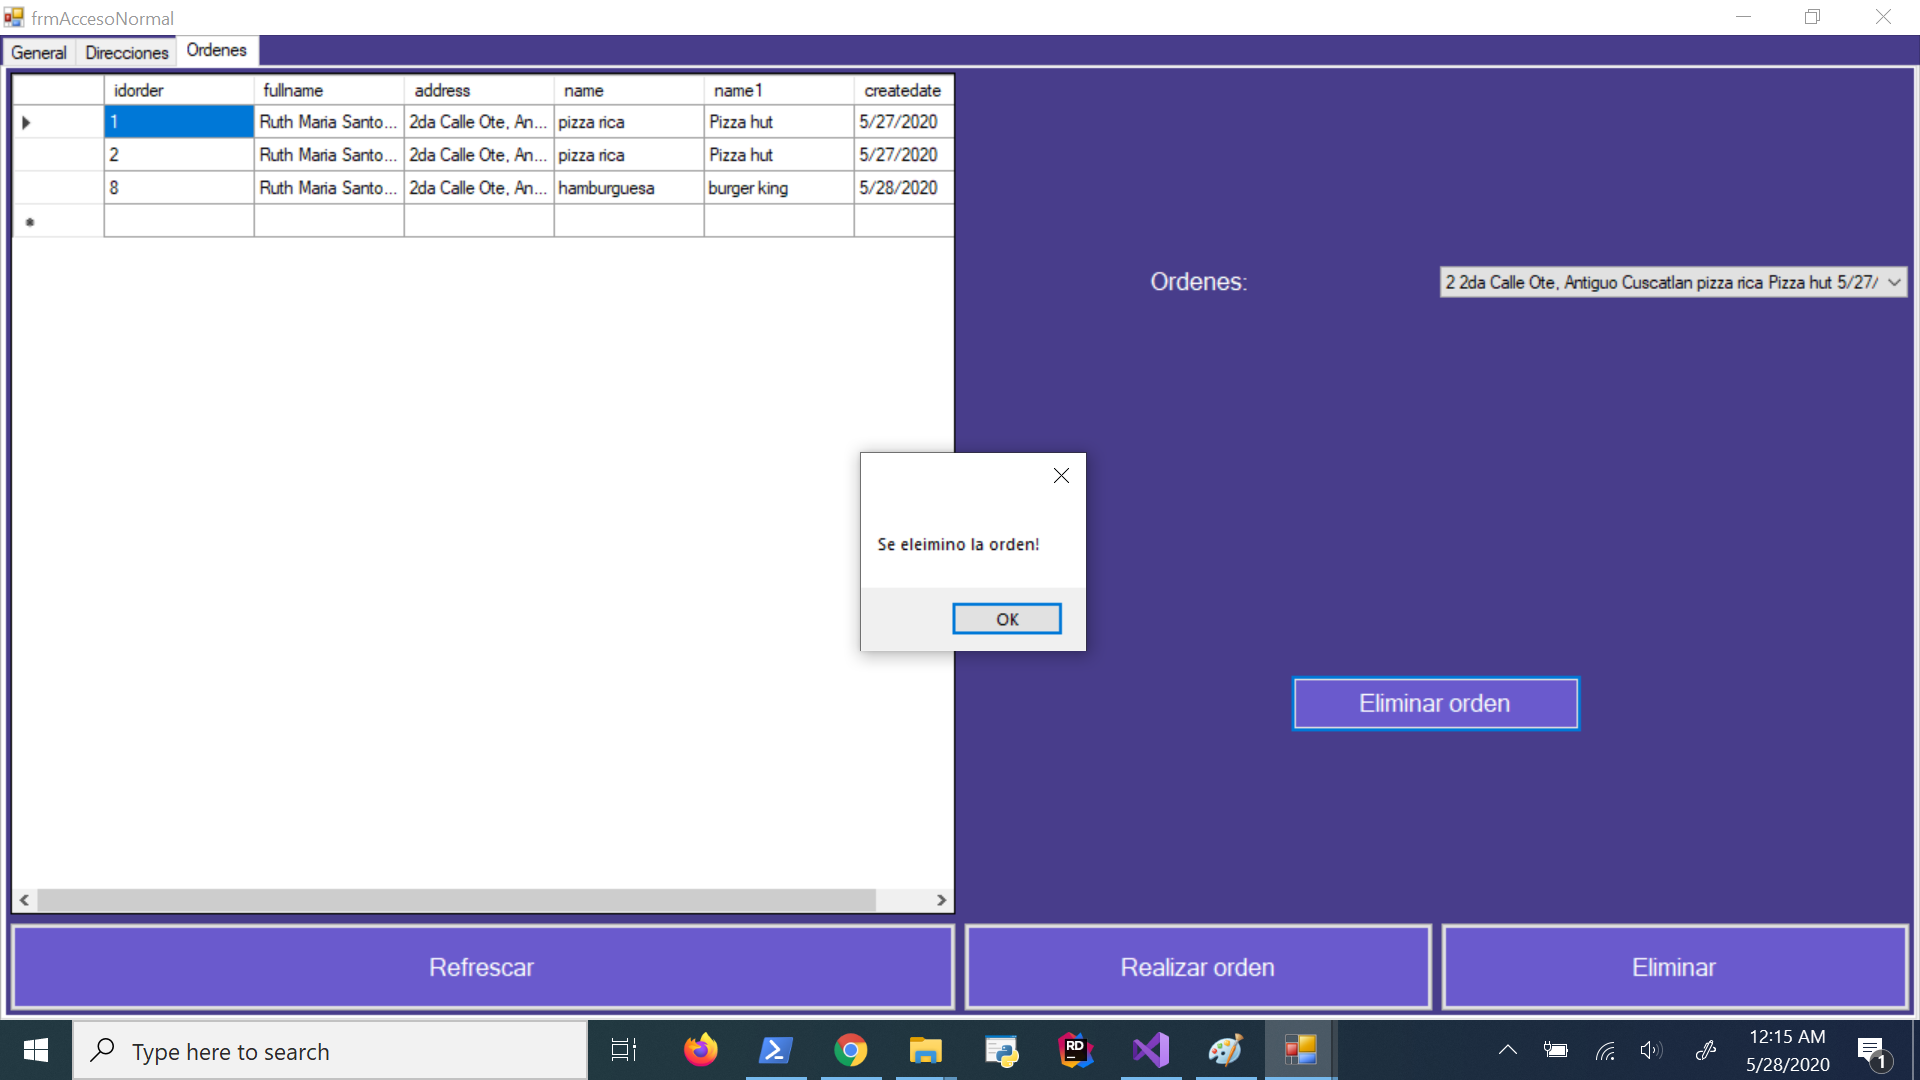 frmAccesoNormal
General Direcciones Ordenes
idorder fullname address name name1 createdate
1 Ruth Maria Santo... 2da Calle Ote, An... pizza rica Pizza hut 5/27/2020
2 Ruth Maria Santo... 2da Calle Ote, An... pizza rica Pizza hut 5/27/2020
8 Ruth Maria Santo... 2da Calle Ote, An... hamburguesa burger king 5/28/2020
Ordenes: 2 2da Calle Ote, Antiguo Cuscatlan pizza rica Pizza hut 5/27/
Se eleimino la orden!
OK
Eliminar orden
Refrescar Realizar orden Eliminar
Type here to search
RD
12:15 AM
5/28/2020
1